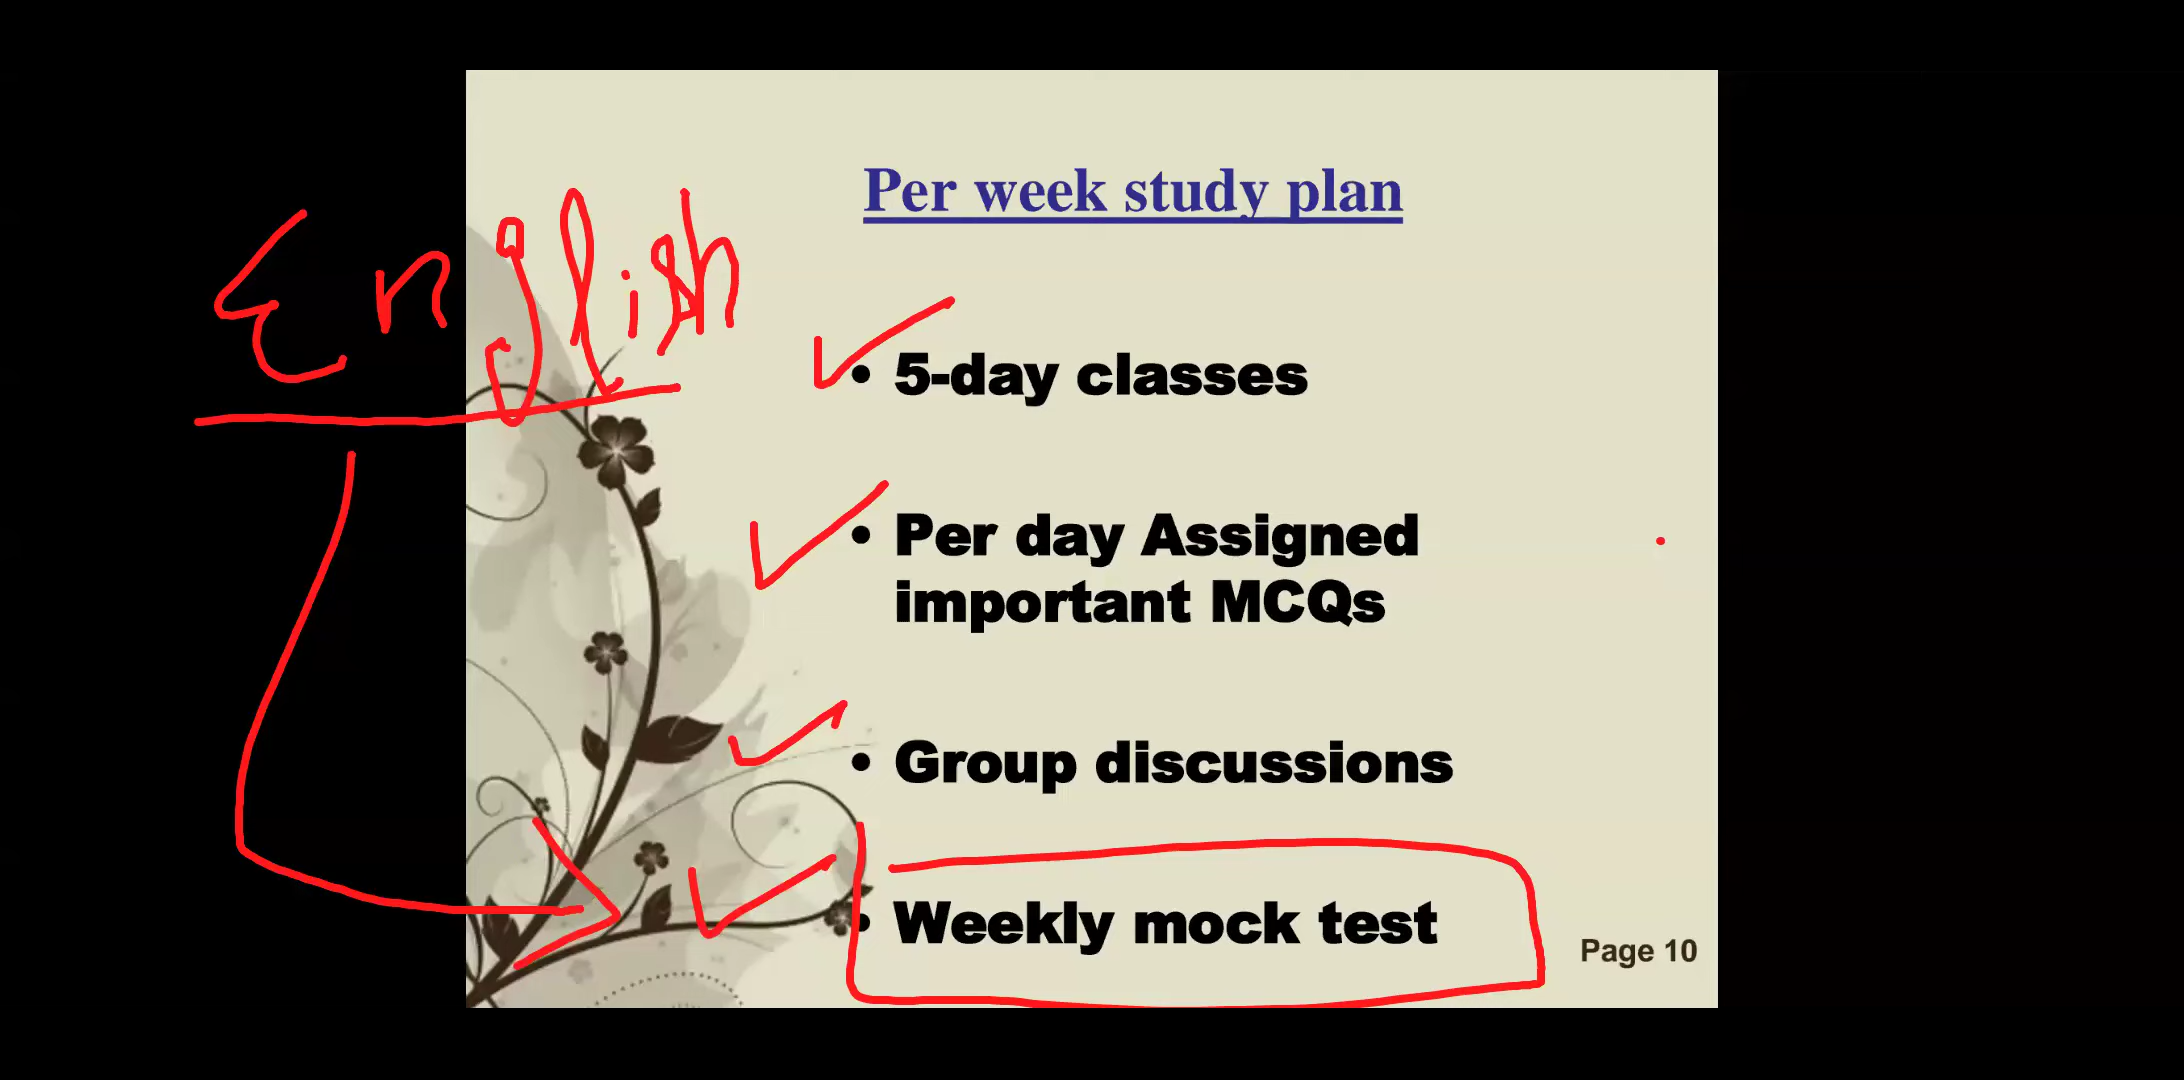 Per week study plan
English
• 5-day classes
• Per day Assigned
important MCQs
• Group discussions
• Weekly mock test
Page 10